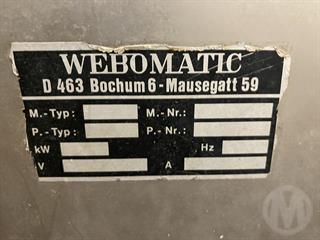 WEBOMATIC
D 463 Bochum 6 - Mausegatt 59
M.-Typ: M.-Nr.:
P.-Typ: P.-Nr.:
kW Hz
V A